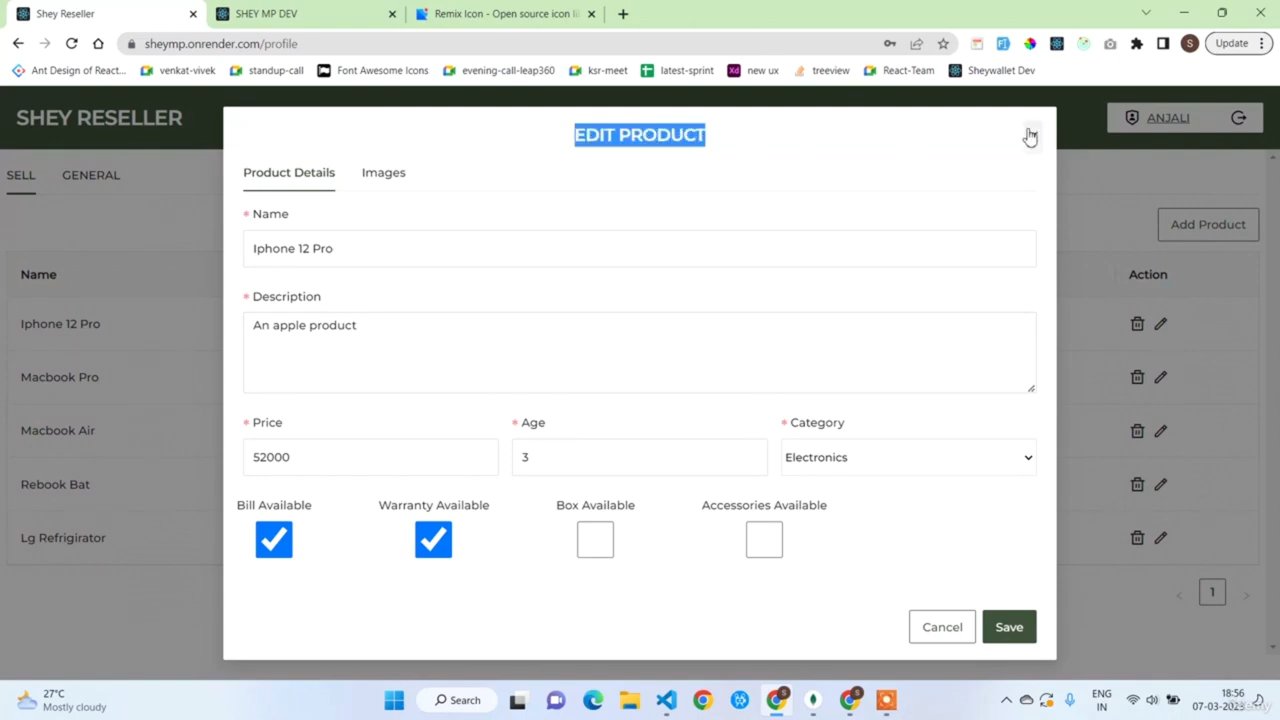 Shey Reseller
SHEY MP DEV
Remix Icon - Open source icon li
sheymp.onrender.com/profile
S
Update
Ant Design of React...
venkat-vivek
standup-call
Font Awesome Icons
evening-call-leap360
ksr-meet
latest-sprint
Xd
new ux
treeview
React-Team
Sheywallet Dev
SHEY RESELLER
ANJALI
EDIT PRODUCT
SELL
GENERAL
Product Details
Images
* Name
Add Product
Iphone 12 Pro
Name
Action
* Description
Iphone 12 Pro
An apple product
Macbook Pro
* Price
* Age
* Category
Macbook Air
52000
3
Electronics
Rebook Bat
Bill Available
Warranty Available
Box Available
Accessories Available
Lg Refrigirator
< 1 >
Cancel
Save
27°C
Mostly cloudy
Search
ENG
IN
18:56